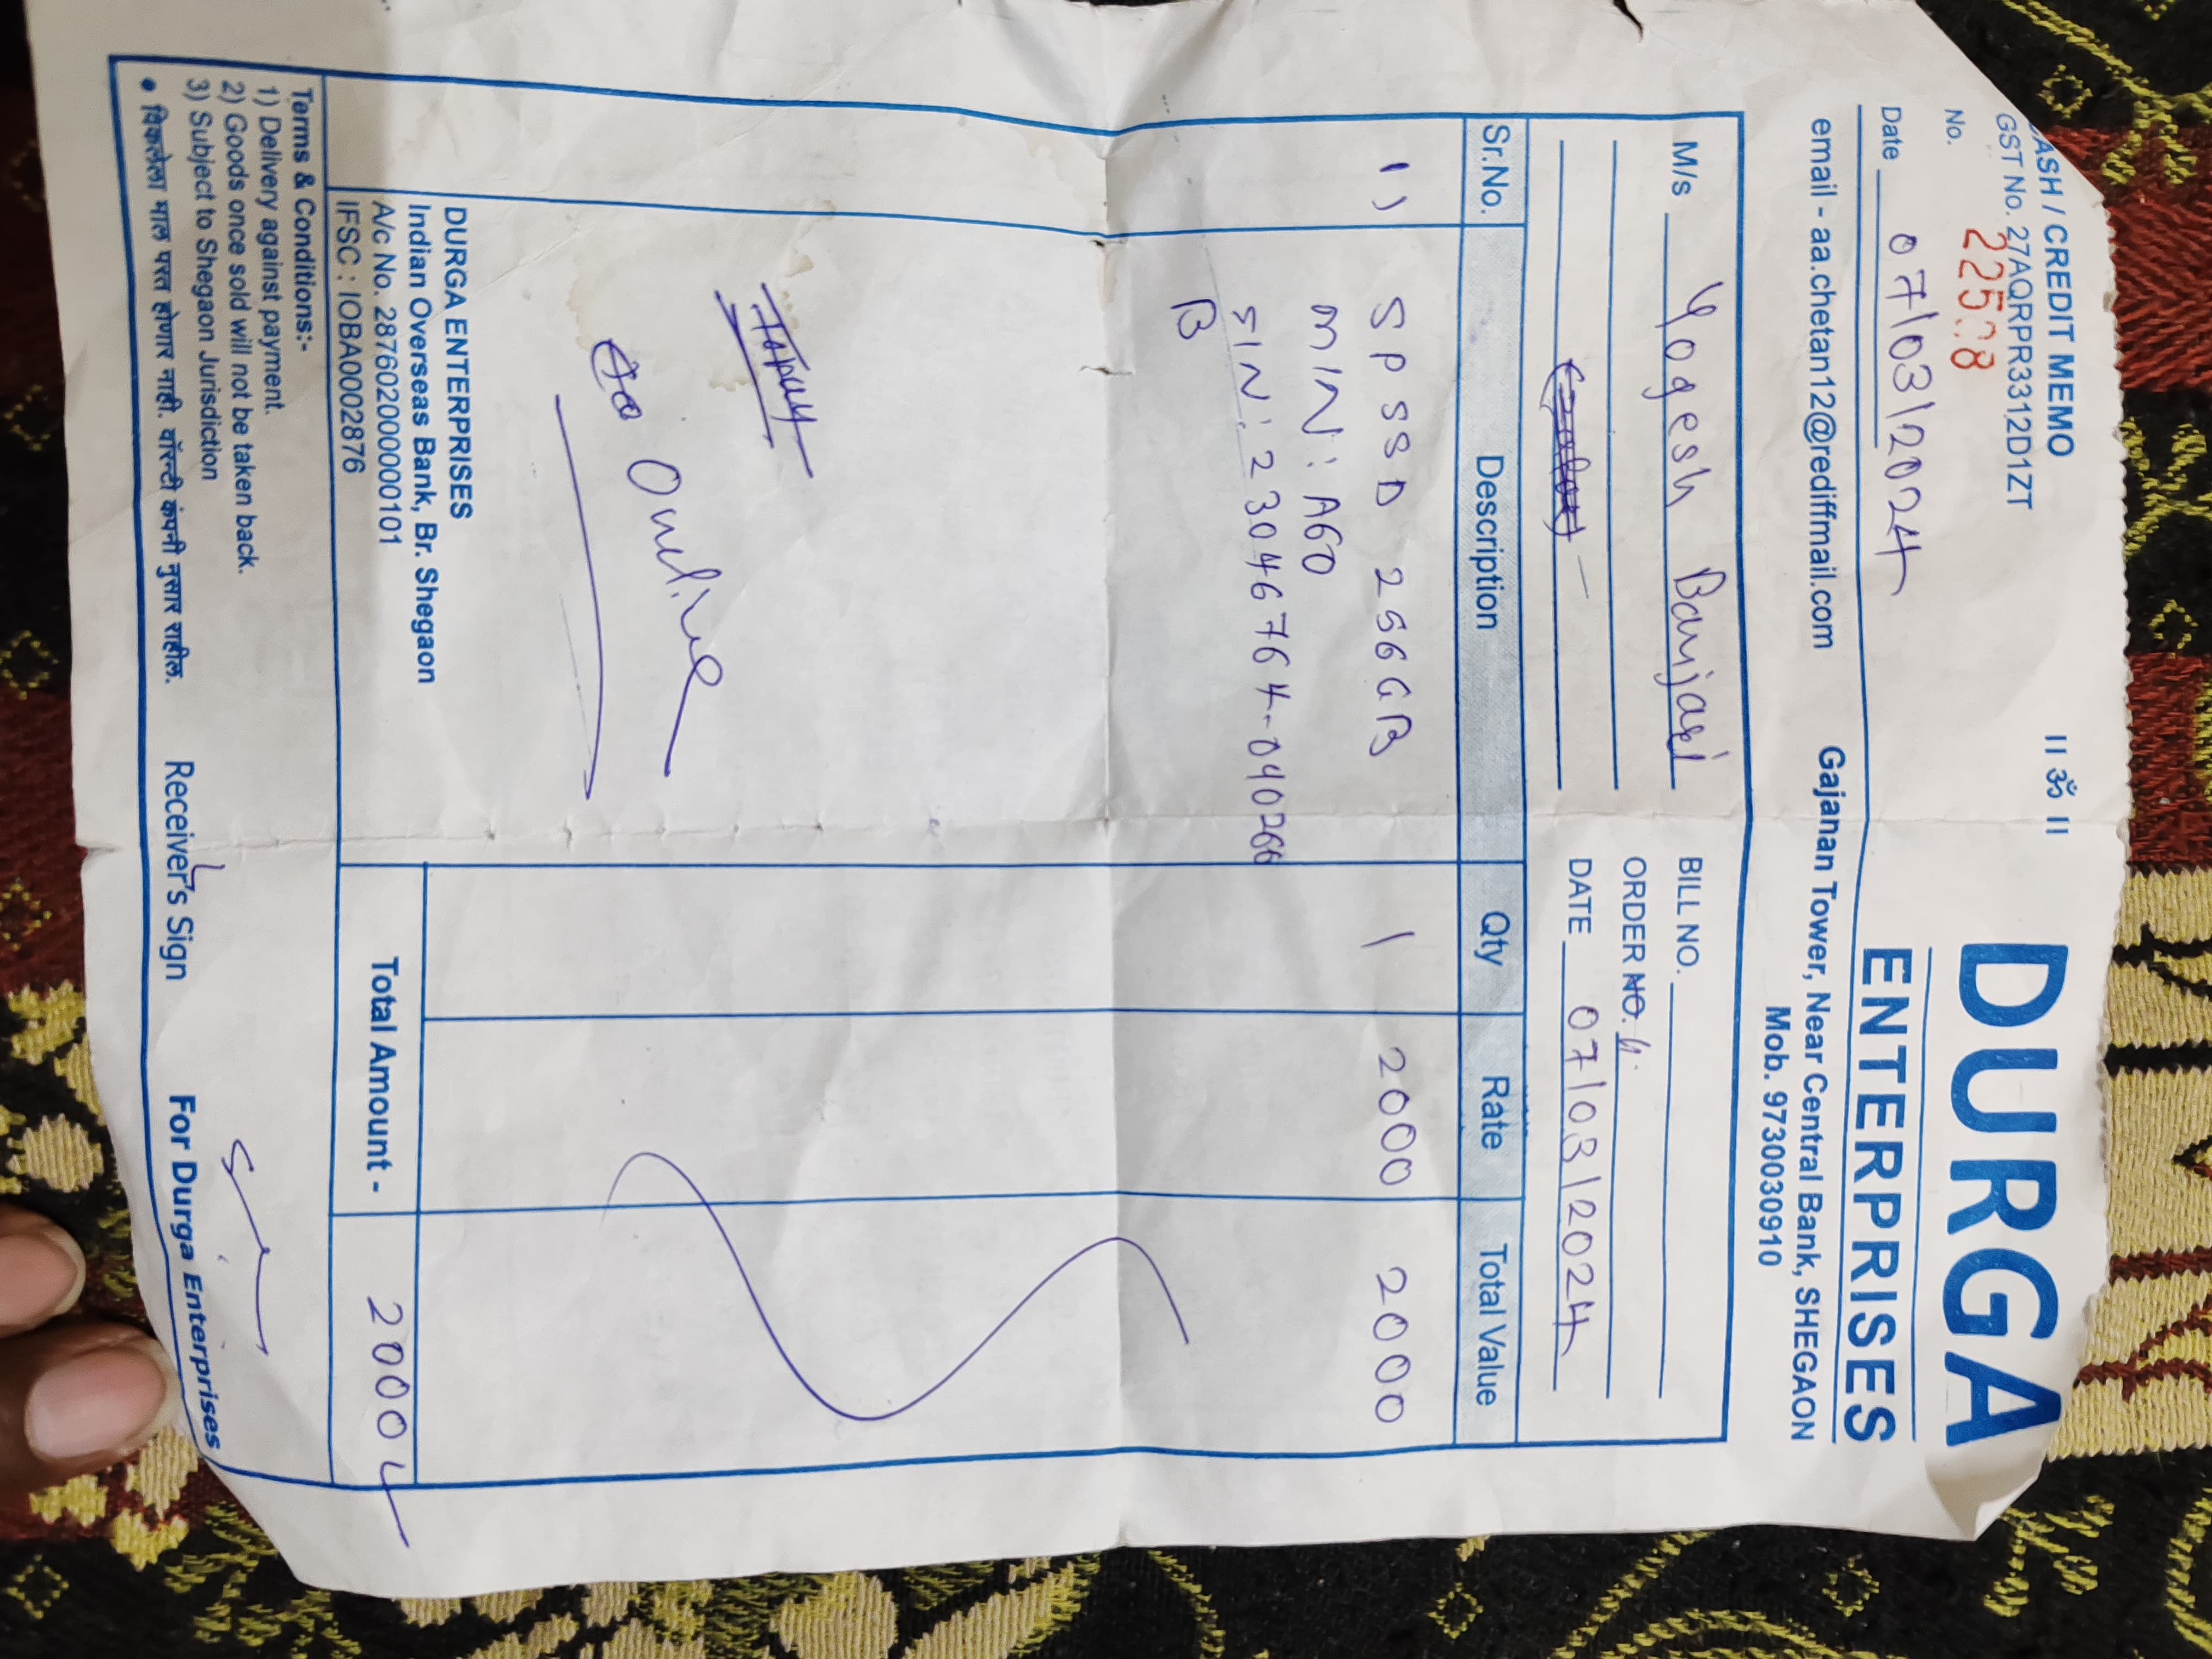 CASH / CREDIT MEMO
GST No. 27AQRPR3312D1ZT
No.
Date 07/03/2024
email - aa.chetan12@rediffmail.com
॥ ॐ ॥
DURGA
ENTERPRISES
Gajanan Tower, Near Central Bank, SHEGAON
Mob. 9730030910
M/s Yogesh Banjari
BILL NO.
ORDER NO.
DATE 07/03/2024
Sr.No. Description Qty Rate Total Value
1) SP SSD 256GB 1 2000 2000
M/N: A60
S/N: 230467764-040266
B
Online
DURGA ENTERPRISES
Indian Overseas Bank, Br. Shegaon
A/c No. 287602000000101
IFSC : IOBA0002876
Total Amount - 2000
Terms & Conditions:-
1) Delivery against payment.
2) Goods once sold will not be taken back.
3) Subject to Shegaon Jurisdiction
• विकलेला माल परत होणार नाही. वॉरन्टी कंपनी नुसार राहील.
Receiver's Sign
For Durga Enterprises